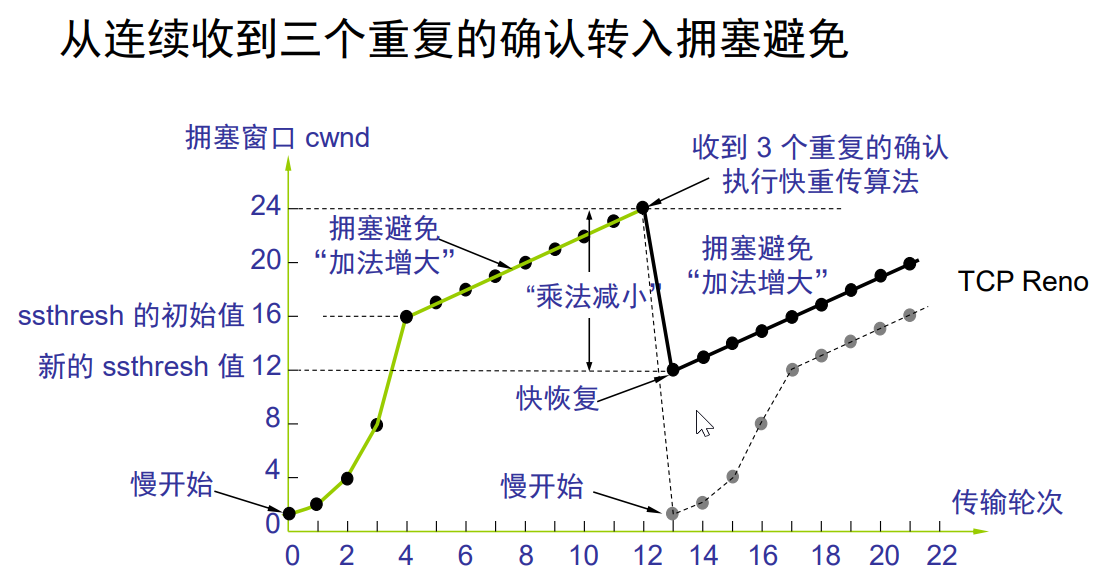 从连续收到三个重复的确认转入拥塞避免
拥塞窗口 cwnd
收到 3 个重复的确认
执行快重传算法
24
拥塞避免
“加法增大”
拥塞避免
“加法增大”
20
TCP Reno
“乘法减小”
ssthresh 的初始值 16
新的 ssthresh 值 12
快恢复
8
4
慢开始
慢开始
传输轮次
0
0 2 4 6 8 10 12 14 16 18 20 22